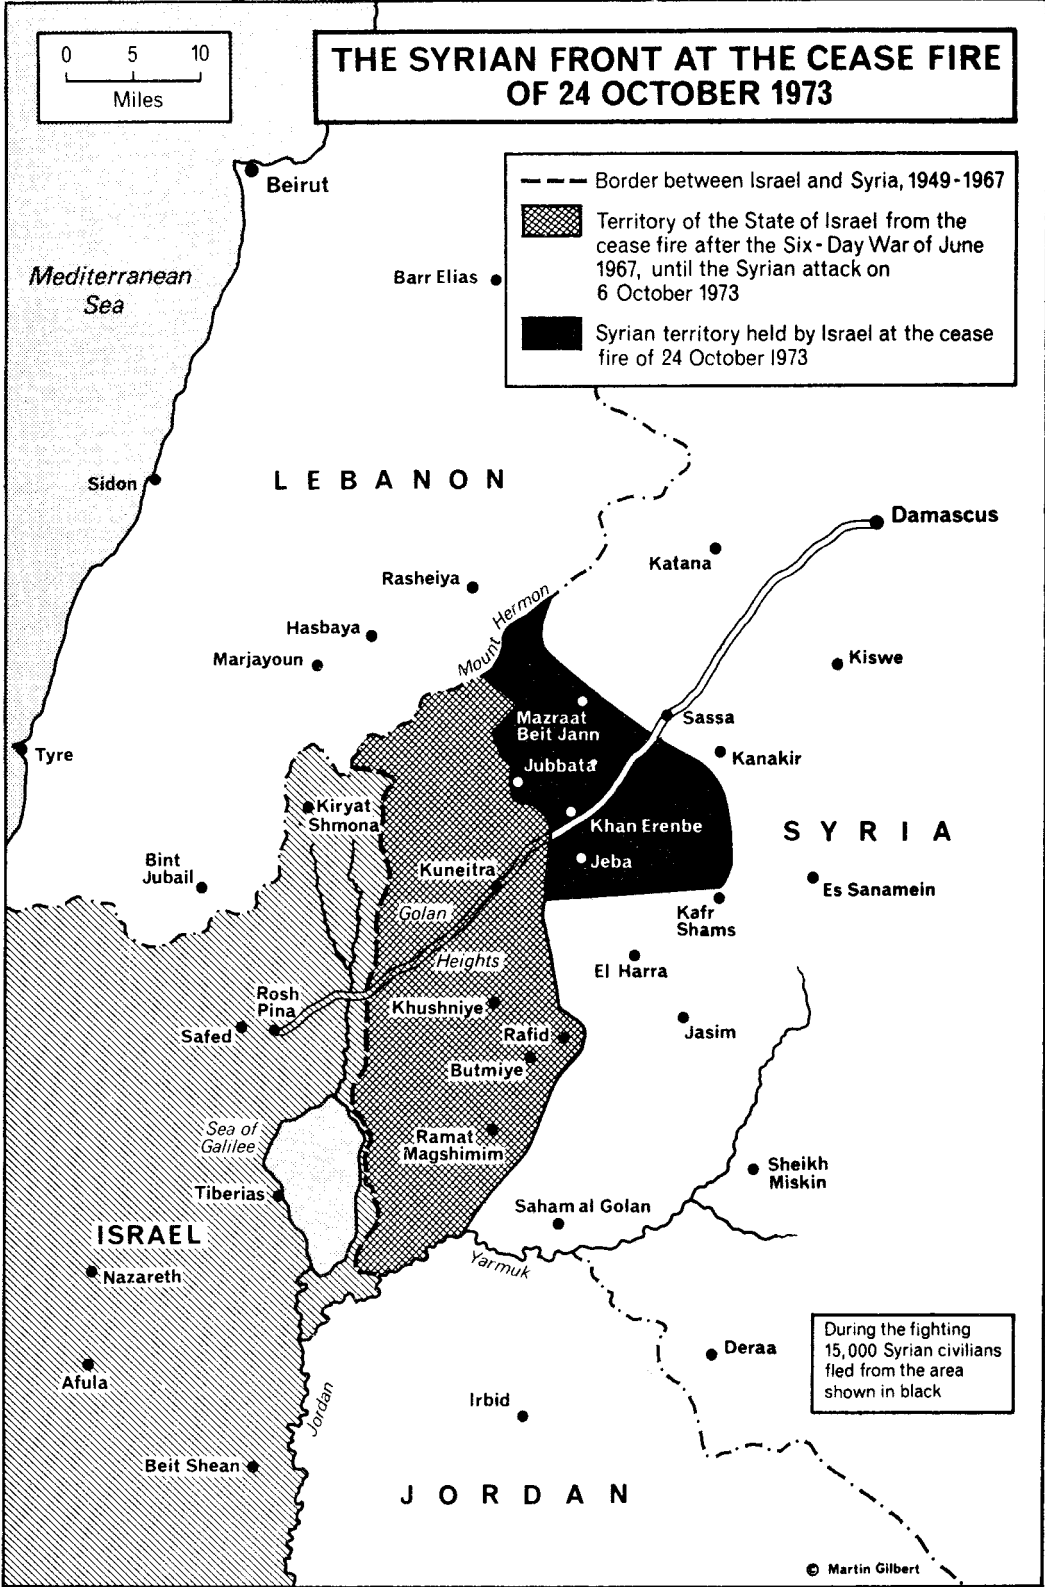 0 5 10
Miles
THE SYRIAN FRONT AT THE CEASE FIRE
OF 24 OCTOBER 1973
Border between Israel and Syria, 1949-1967
Territory of the State of Israel from the
cease fire after the Six-Day War of June
1967, until the Syrian attack on
6 October 1973
Syrian territory held by Israel at the cease
fire of 24 October 1973
Beirut
Mediterranean
Sea
Barr Elias
Sidon
LEBANON
Damascus
Katana
Rasheiya
Mount Hermon
Hasbaya
Marjayoun
Kiswe
Mazraat
Beit Jann
Sassa
Tyre
Jubbata
Kanakir
Kiryat
Shmona
Khan Erenbe
SYRIA
Bint
Jubail
Kuneitra
Jeba
Es Sanamein
Golan
Kafr
Shams
Heights
El Harra
Rosh
Pina
Khushniye
Safed
Rafid
Jasim
Butmiye
Sea of
Galilee
Ramat
Magshimim
Sheikh
Miskin
Tiberias
Saham al Golan
ISRAEL
Yarmuk
Nazareth
During the fighting
15,000 Syrian civilians
fled from the area
shown in black
Deraa
Afula
Jordan
Irbid
Beit Shean
JORDAN
© Martin Gilbert